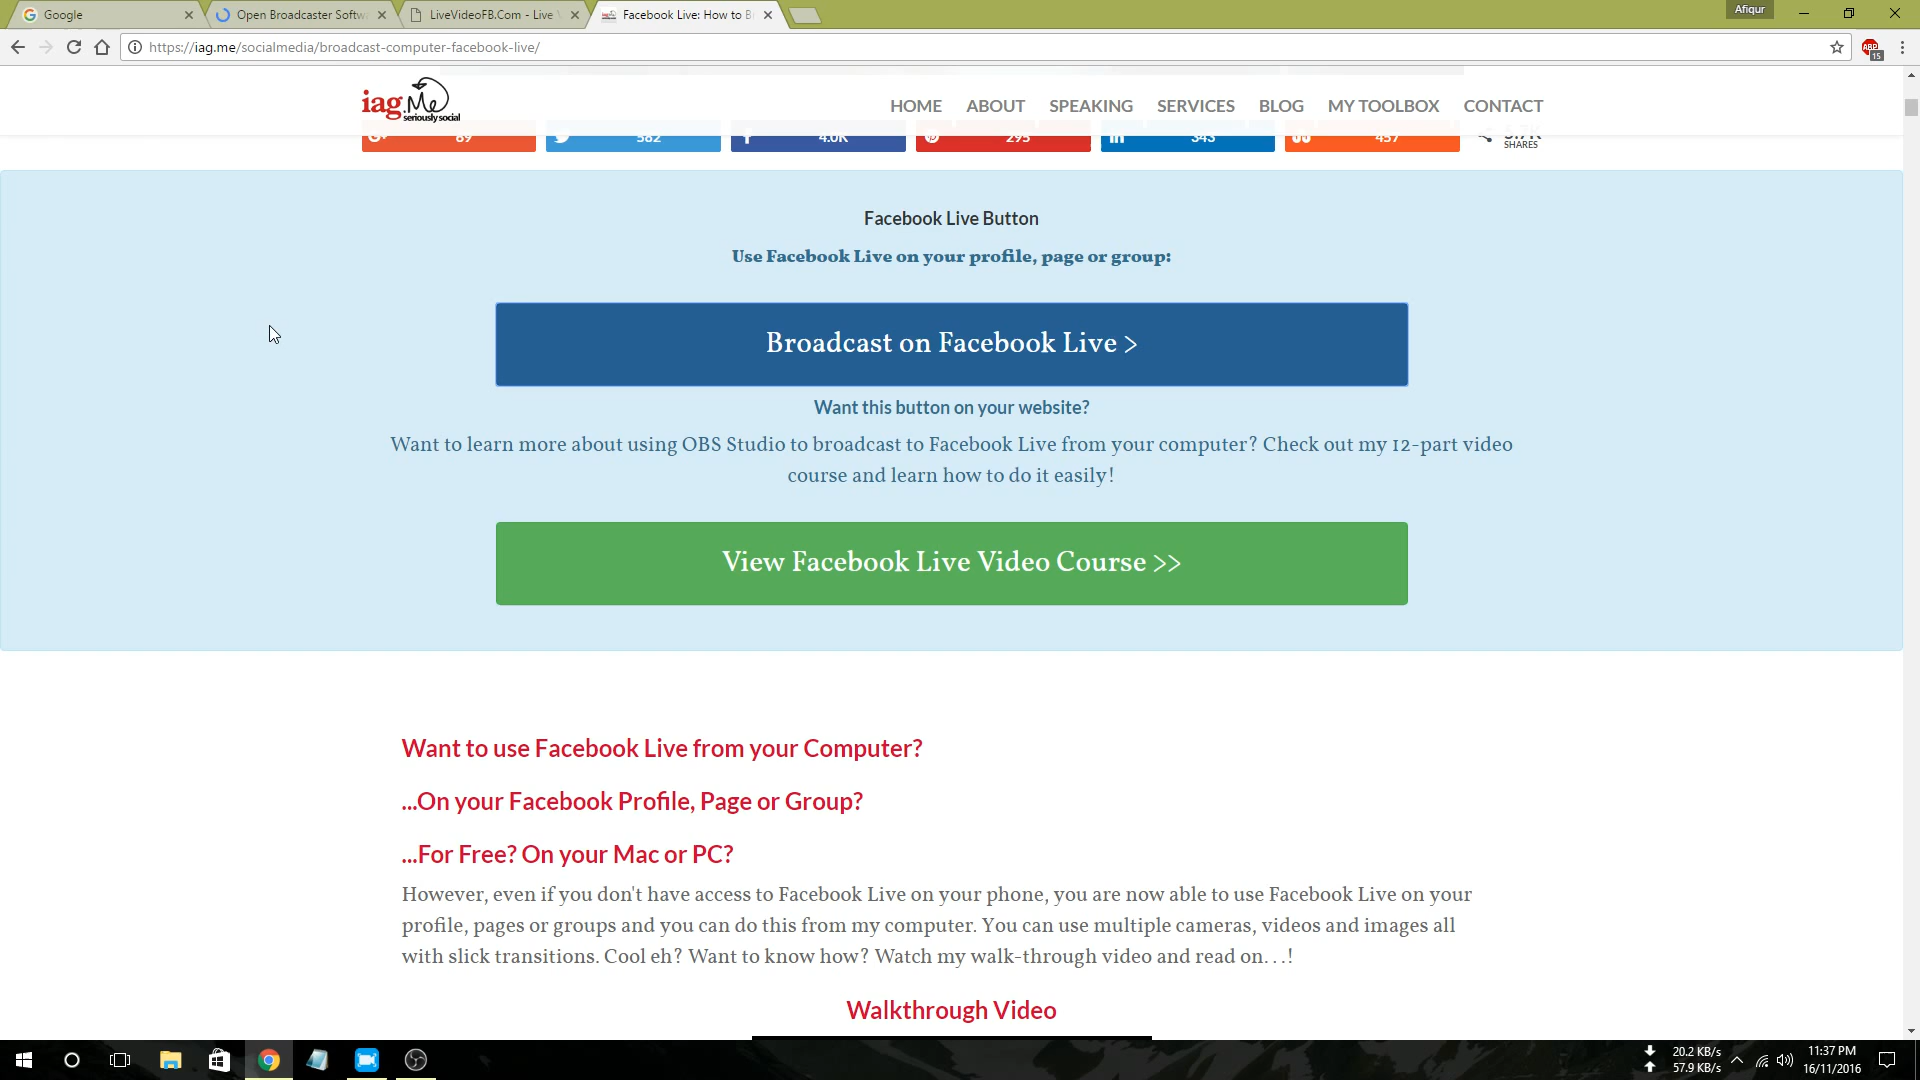 Google
Open Broadcaster Softw
LiveVideoFB.Com - Live
Facebook Live: How to B
Afiqur
https://iag.me/socialmedia/broadcast-computer-facebook-live/
ABP
15
iag.Me
seriously social
HOME ABOUT SPEAKING SERVICES BLOG MY TOOLBOX CONTACT
89 582 4.0K 295 343 457
SHARES
Facebook Live Button
Use Facebook Live on your profile, page or group:
Broadcast on Facebook Live >
Want this button on your website?
Want to learn more about using OBS Studio to broadcast to Facebook Live from your computer? Check out my 12-part video
course and learn how to do it easily!
View Facebook Live Video Course >>
Want to use Facebook Live from your Computer?
...On your Facebook Profile, Page or Group?
...For Free? On your Mac or PC?
However, even if you don't have access to Facebook Live on your phone, you are now able to use Facebook Live on your
profile, pages or groups and you can do this from my computer. You can use multiple cameras, videos and images all
with slick transitions. Cool eh? Want to know how? Watch my walk-through video and read on...!
Walkthrough Video
20.2 KB/s
57.9 KB/s
11:37 PM
16/11/2016